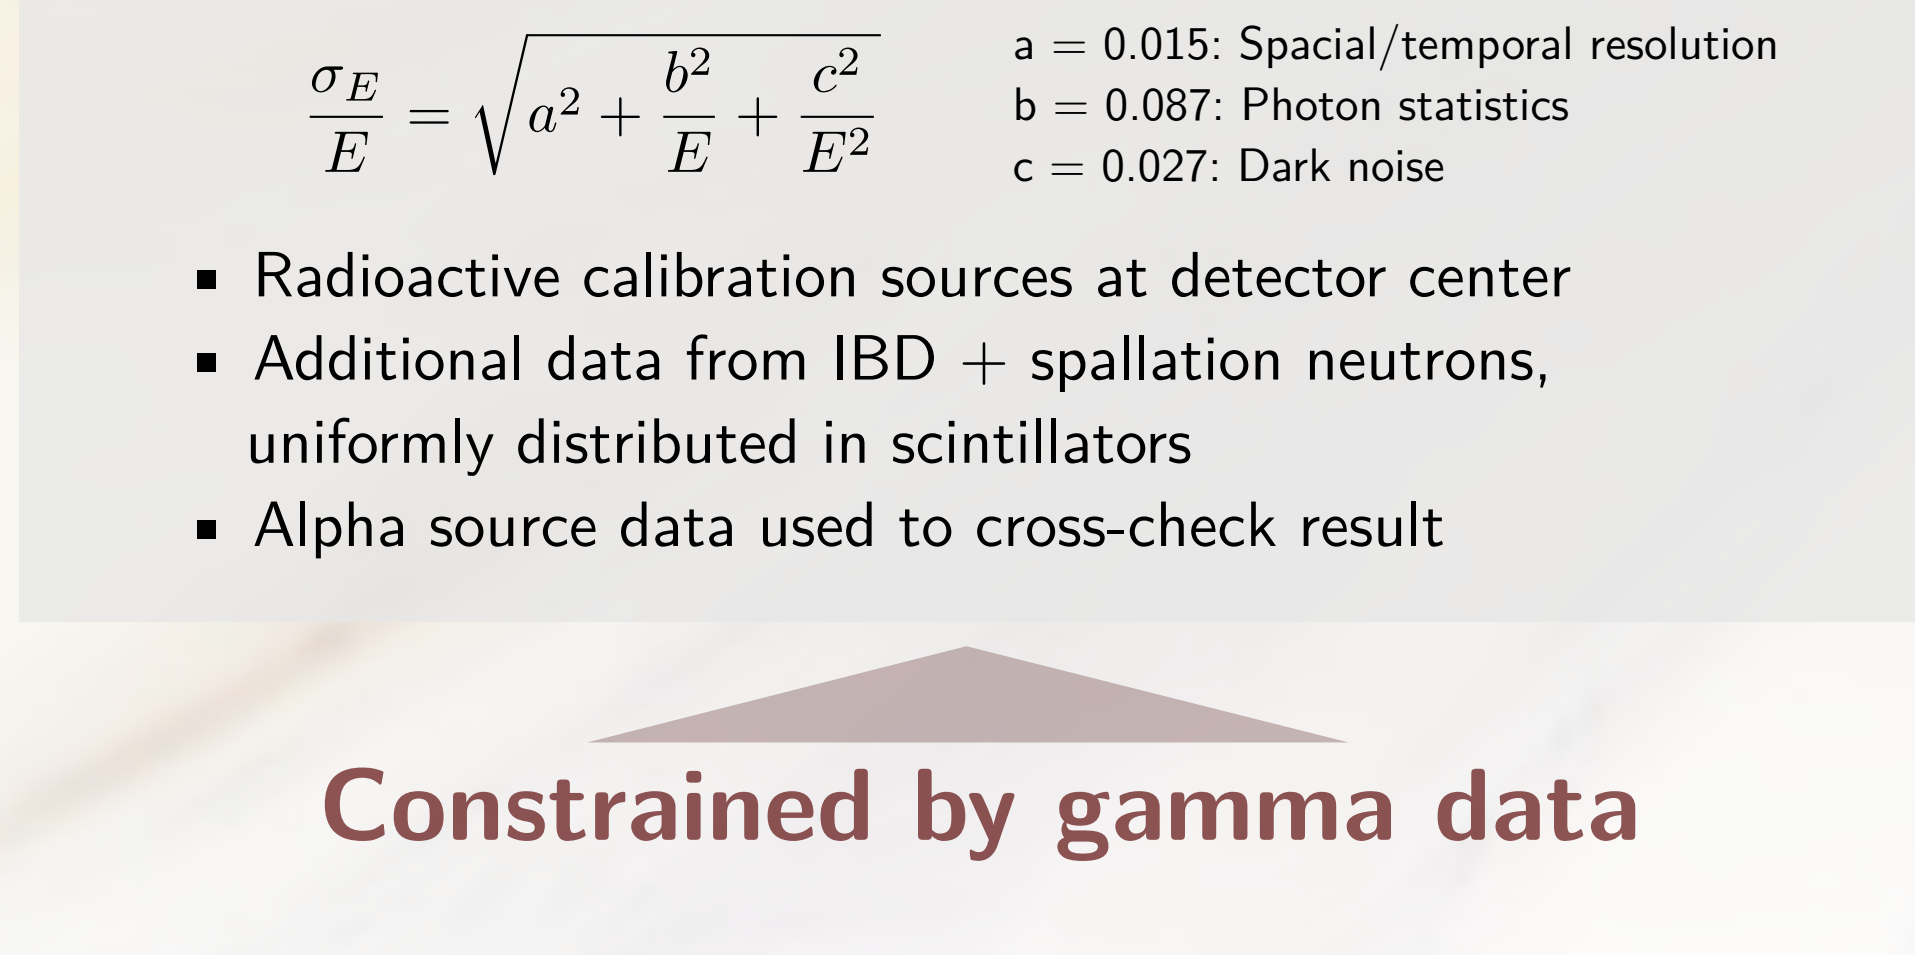 σ_E/E = √(a² + b²/E + c²/E²)
a = 0.015: Spacial/temporal resolution
b = 0.087: Photon statistics
c = 0.027: Dark noise
▪ Radioactive calibration sources at detector center
▪ Additional data from IBD + spallation neutrons,
uniformly distributed in scintillators
▪ Alpha source data used to cross-check result
Constrained by gamma data